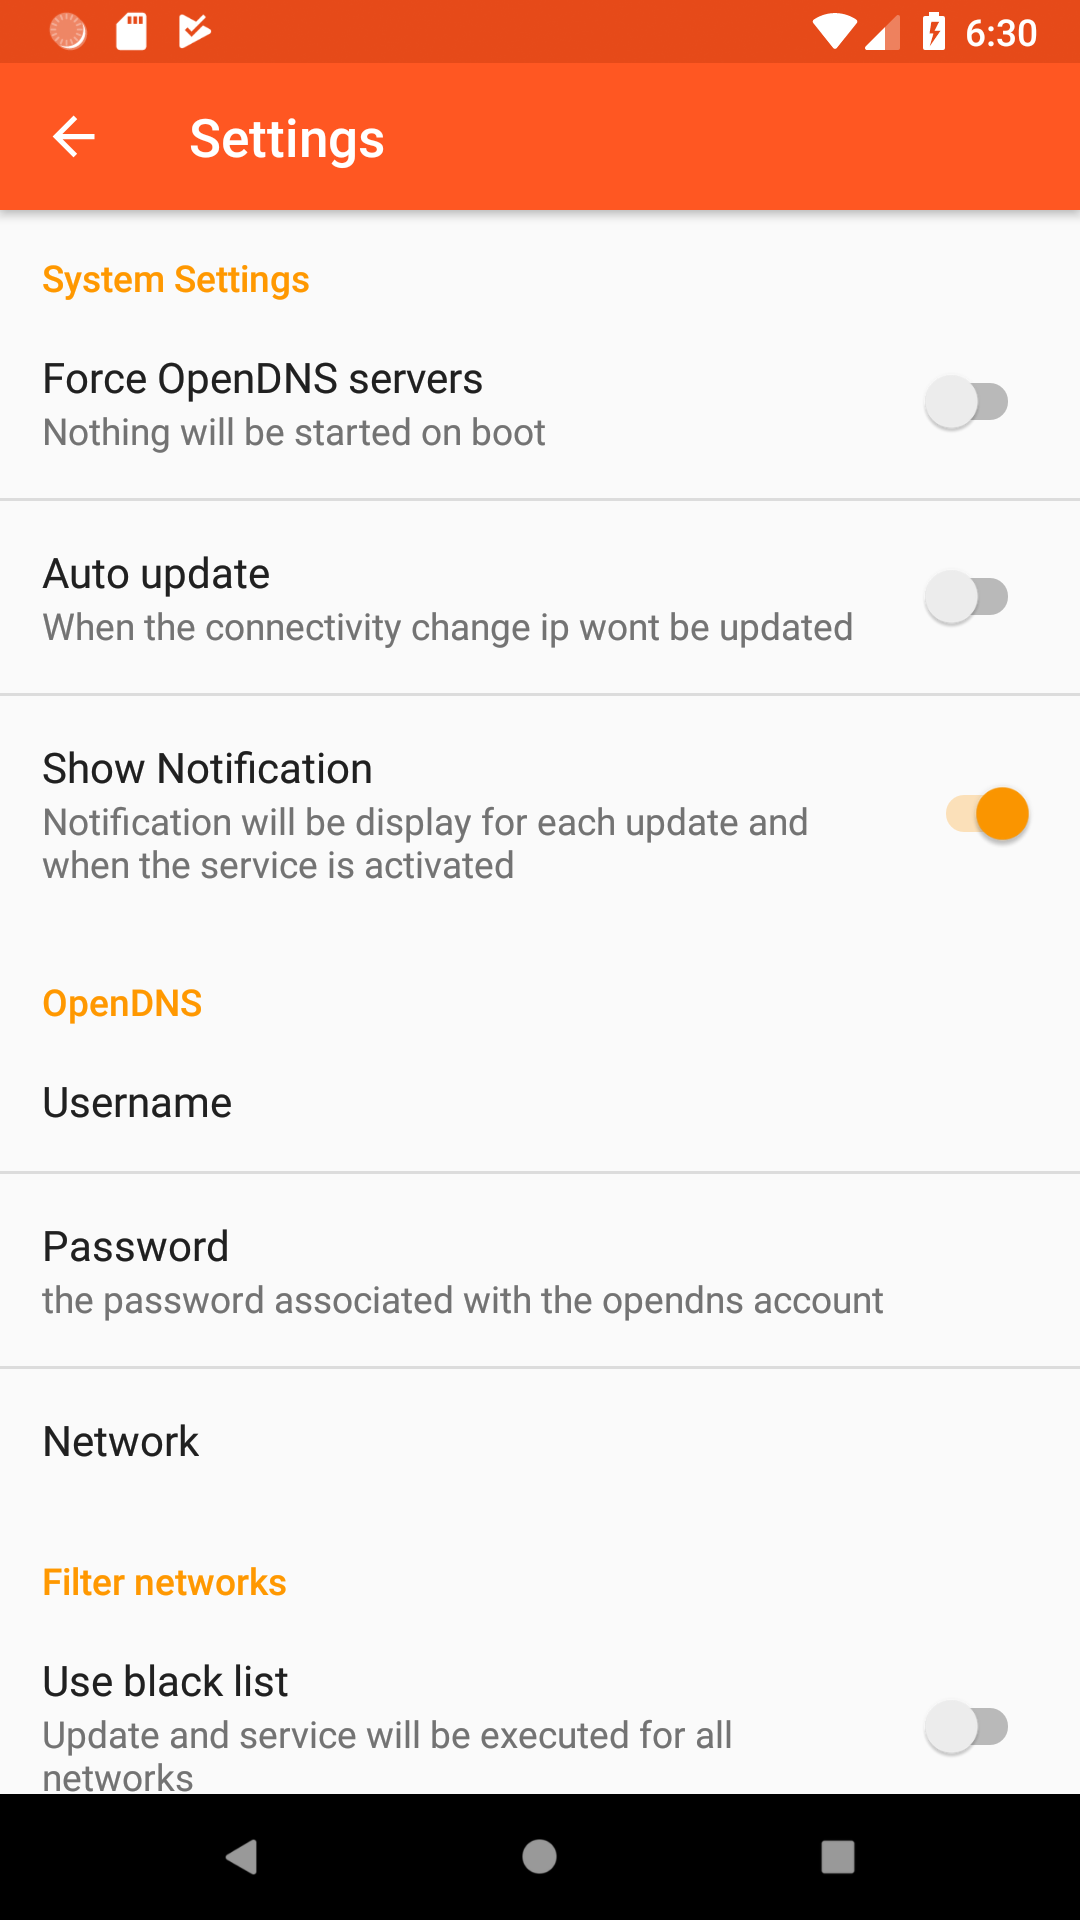 6:30
Settings
System Settings
Force OpenDNS servers
Nothing will be started on boot
Auto update
When the connectivity change ip wont be updated
Show Notification
Notification will be display for each update and
when the service is activated
OpenDNS
Username
Password
the password associated with the opendns account
Network
Filter networks
Use black list
Update and service will be executed for all
networks